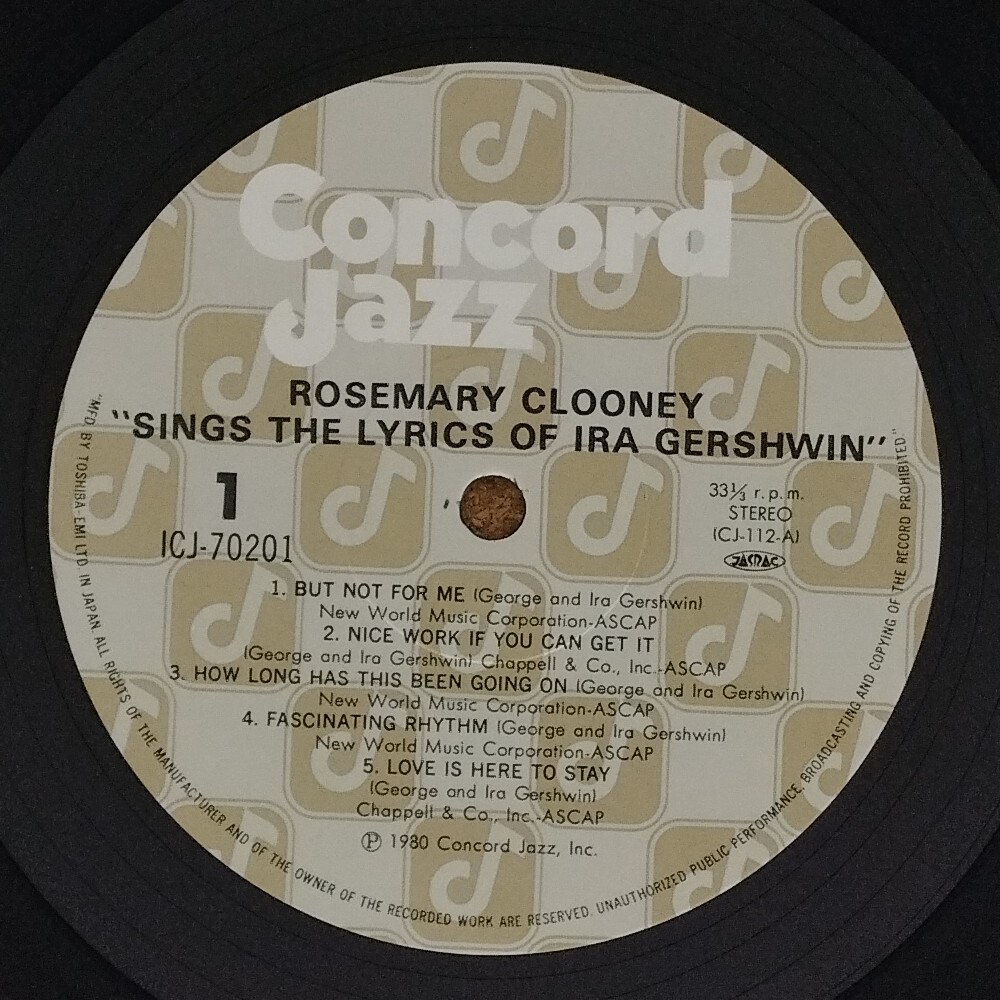 Concord
Jazz
ROSEMARY CLOONEY
"SINGS THE LYRICS OF IRA GERSHWIN"
1
ICJ-70201
33⅓ r.p.m.
STEREO
(CJ-112-A)
JASRAC
1. BUT NOT FOR ME (George and Ira Gershwin)
New World Music Corporation-ASCAP
2. NICE WORK IF YOU CAN GET IT
(George and Ira Gershwin) Chappell & Co., Inc.-ASCAP
3. HOW LONG HAS THIS BEEN GOING ON (George and Ira Gershwin)
New World Music Corporation-ASCAP
4. FASCINATING RHYTHM (George and Ira Gershwin)
New World Music Corporation-ASCAP
5. LOVE IS HERE TO STAY
(George and Ira Gershwin)
Chappell & Co., Inc.-ASCAP
Ⓟ 1980 Concord Jazz, Inc.
"MFD BY TOSHIBA-EMI LTD. IN JAPAN. ALL RIGHTS OF THE MANUFACTURER AND OF THE OWNER OF THE RECORDED WORK ARE RESERVED. UNAUTHORIZED PUBLIC PERFORMANCE. BROADCASTING AND COPYING OF THE RECORD PROHIBITED."